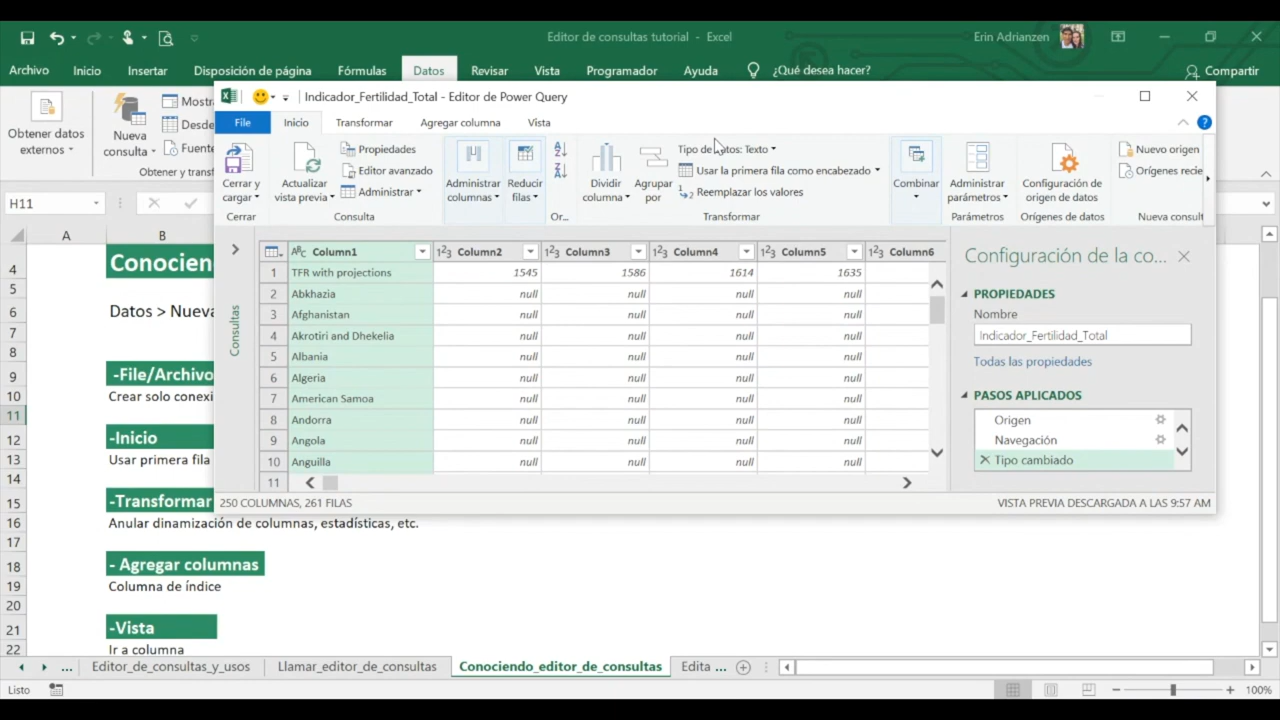 Editor de consultas tutorial - Excel
Erin Adrianzen
Archivo Inicio Insertar Disposición de página Fórmulas Datos Revisar Vista Programador Ayuda ¿Qué desea hacer? Compartir
Obtener datos externos
Nueva consulta
Mostra
Desde
Fuente
Obtener y transf
Indicador_Fertilidad_Total - Editor de Power Query
File Inicio Transformar Agregar columna Vista
Cerrar y cargar
Cerrar
Actualizar vista previa
Propiedades
Editor avanzado
Administrar
Consulta
Administrar columnas
Reducir filas
Or...
Dividir columna
Agrupar por
Tipo de datos: Texto
Usar la primera fila como encabezado
Reemplazar los valores
Transformar
Combinar
Administrar parámetros
Parámetros
Configuración de origen de datos
Orígenes de datos
Nuevo origen
Orígenes recie
Nueva consult
H11
A B
Consultas
Column1 Column2 Column3 Column4 Column5 Column6
1 TFR with projections 1545 1586 1614 1635
2 Abkhazia null null null null
3 Afghanistan null null null null
4 Akrotiri and Dhekelia null null null null
5 Albania null null null null
6 Algeria null null null null
7 American Samoa null null null null
8 Andorra null null null null
9 Angola null null null null
10 Anguilla null null null null
11
250 COLUMNAS, 261 FILAS
VISTA PREVIA DESCARGADA A LAS 9:57 AM
Configuración de la co...
PROPIEDADES
Nombre
Indicador_Fertilidad_Total
Todas las propiedades
PASOS APLICADOS
Origen
Navegación
Tipo cambiado
4 Conocien
5
6 Datos > Nueva
7
8
9 -File/Archivo
10 Crear solo conexi
11
12 -Inicio
13 Usar primera fila
14
15 -Transformar
16 Anular dinamización de columnas, estadísticas, etc.
17
18 - Agregar columnas
19 Columna de índice
20
21 -Vista
22 Ir a columna
... Editor_de_consultas_y_usos Llamar_editor_de_consultas Conociendo_editor_de_consultas Edita ...
Listo
100%